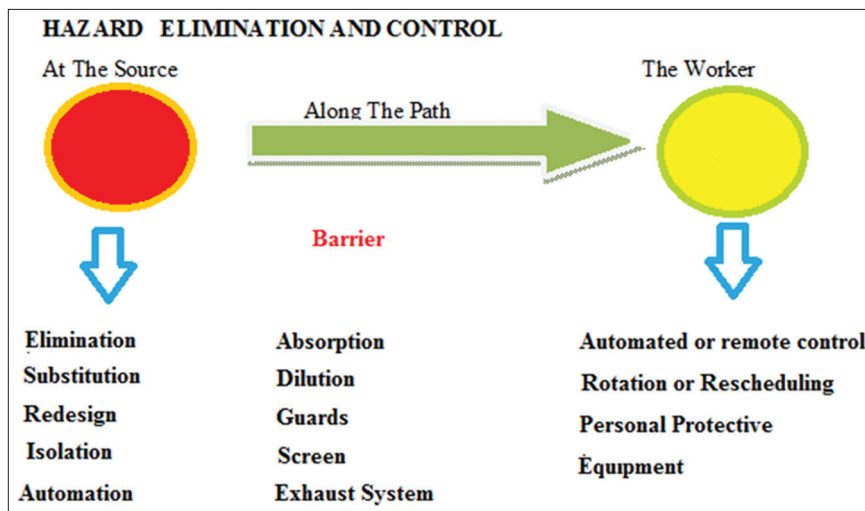 HAZARD ELIMINATION AND CONTROL
At The Source
Along The Path
The Worker
Barrier
Elimination
Substitution
Redesign
Isolation
Automation
Absorption
Dilution
Guards
Screen
Exhaust System
Automated or remote control
Rotation or Rescheduling
Personal Protective
Equipment